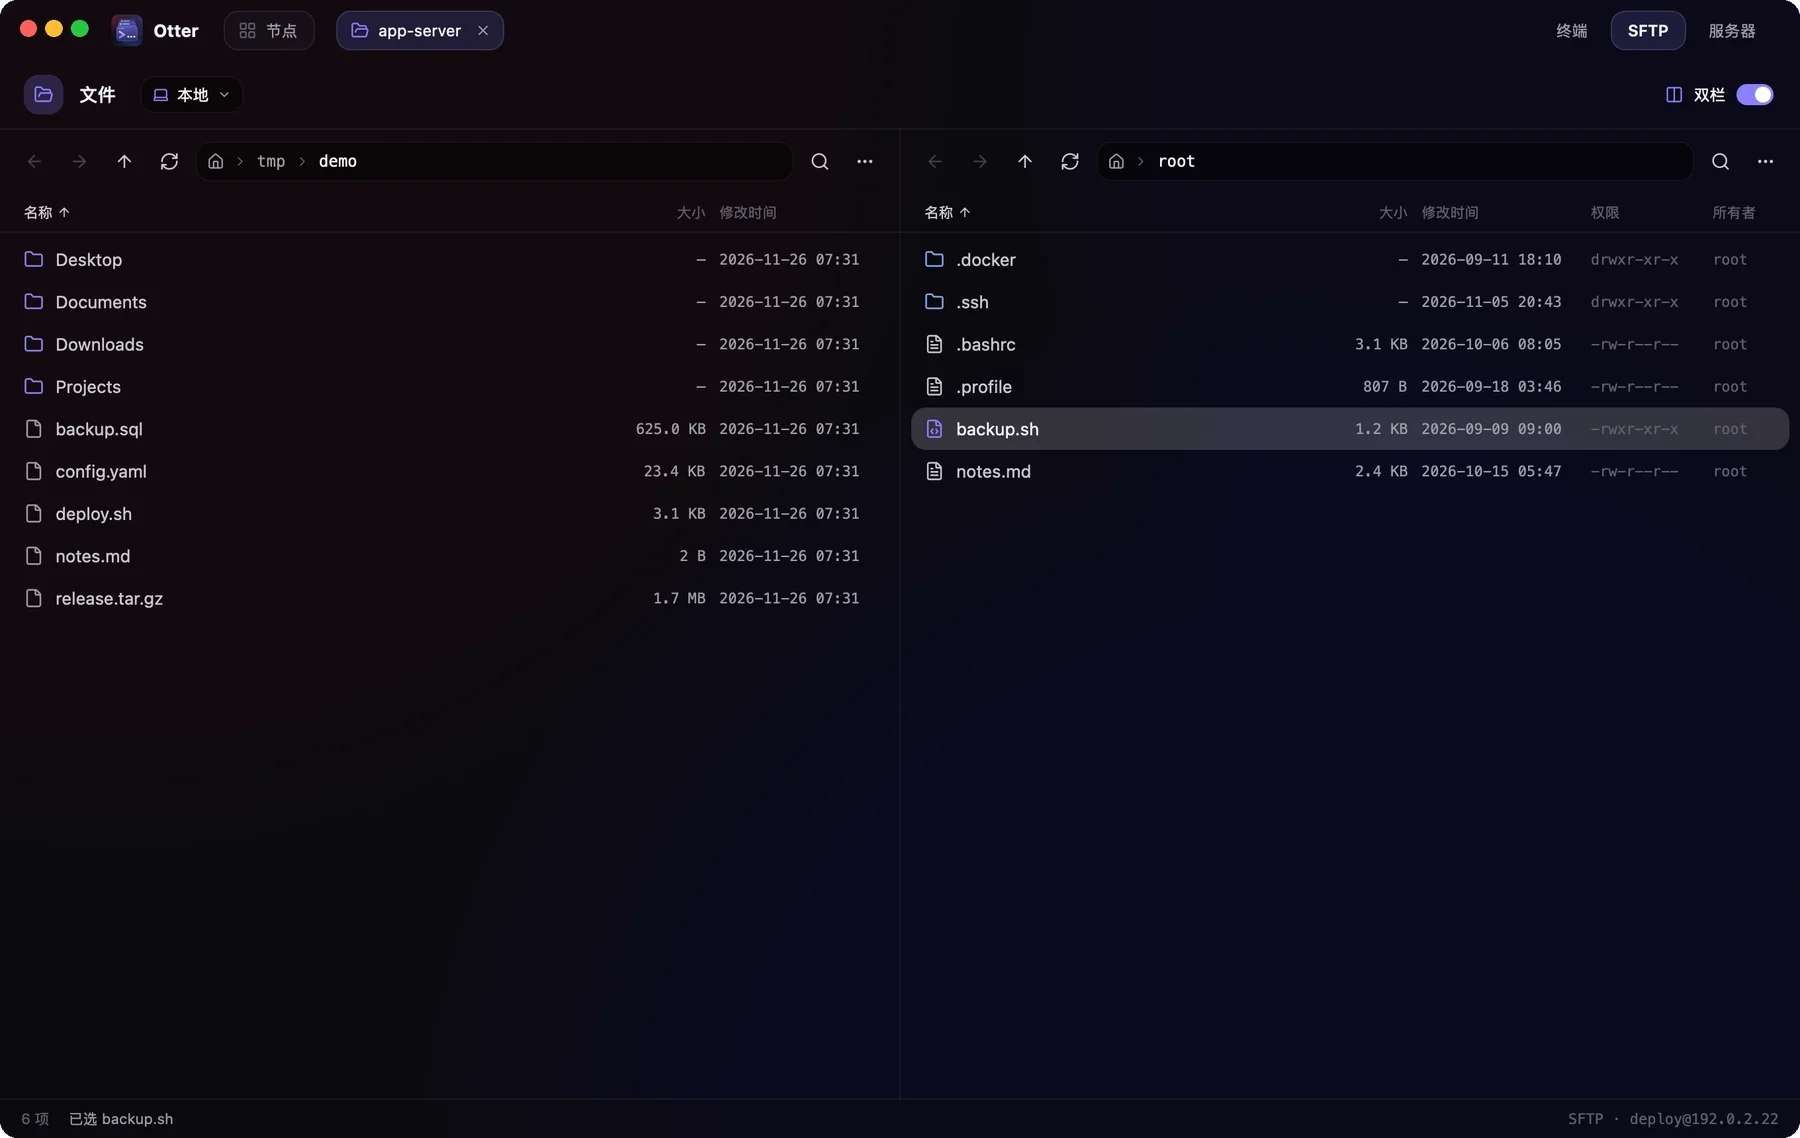 Otter 节点 app-server 终端 SFTP 服务器
文件 本地 双栏
tmp demo
root
名称 大小 修改时间
Desktop — 2026-11-26 07:31
Documents — 2026-11-26 07:31
Downloads — 2026-11-26 07:31
Projects — 2026-11-26 07:31
backup.sql 625.0 KB 2026-11-26 07:31
config.yaml 23.4 KB 2026-11-26 07:31
deploy.sh 3.1 KB 2026-11-26 07:31
notes.md 2 B 2026-11-26 07:31
release.tar.gz 1.7 MB 2026-11-26 07:31
名称 大小 修改时间 权限 所有者
.docker — 2026-09-11 18:10 drwxr-xr-x root
.ssh — 2026-11-05 20:43 drwxr-xr-x root
.bashrc 3.1 KB 2026-10-06 08:05 -rw-r--r-- root
.profile 807 B 2026-09-18 03:46 -rw-r--r-- root
backup.sh 1.2 KB 2026-09-09 09:00 -rwxr-xr-x root
notes.md 2.4 KB 2026-10-15 05:47 -rw-r--r-- root
6 项 已选 backup.sh SFTP · deploy@192.0.2.22